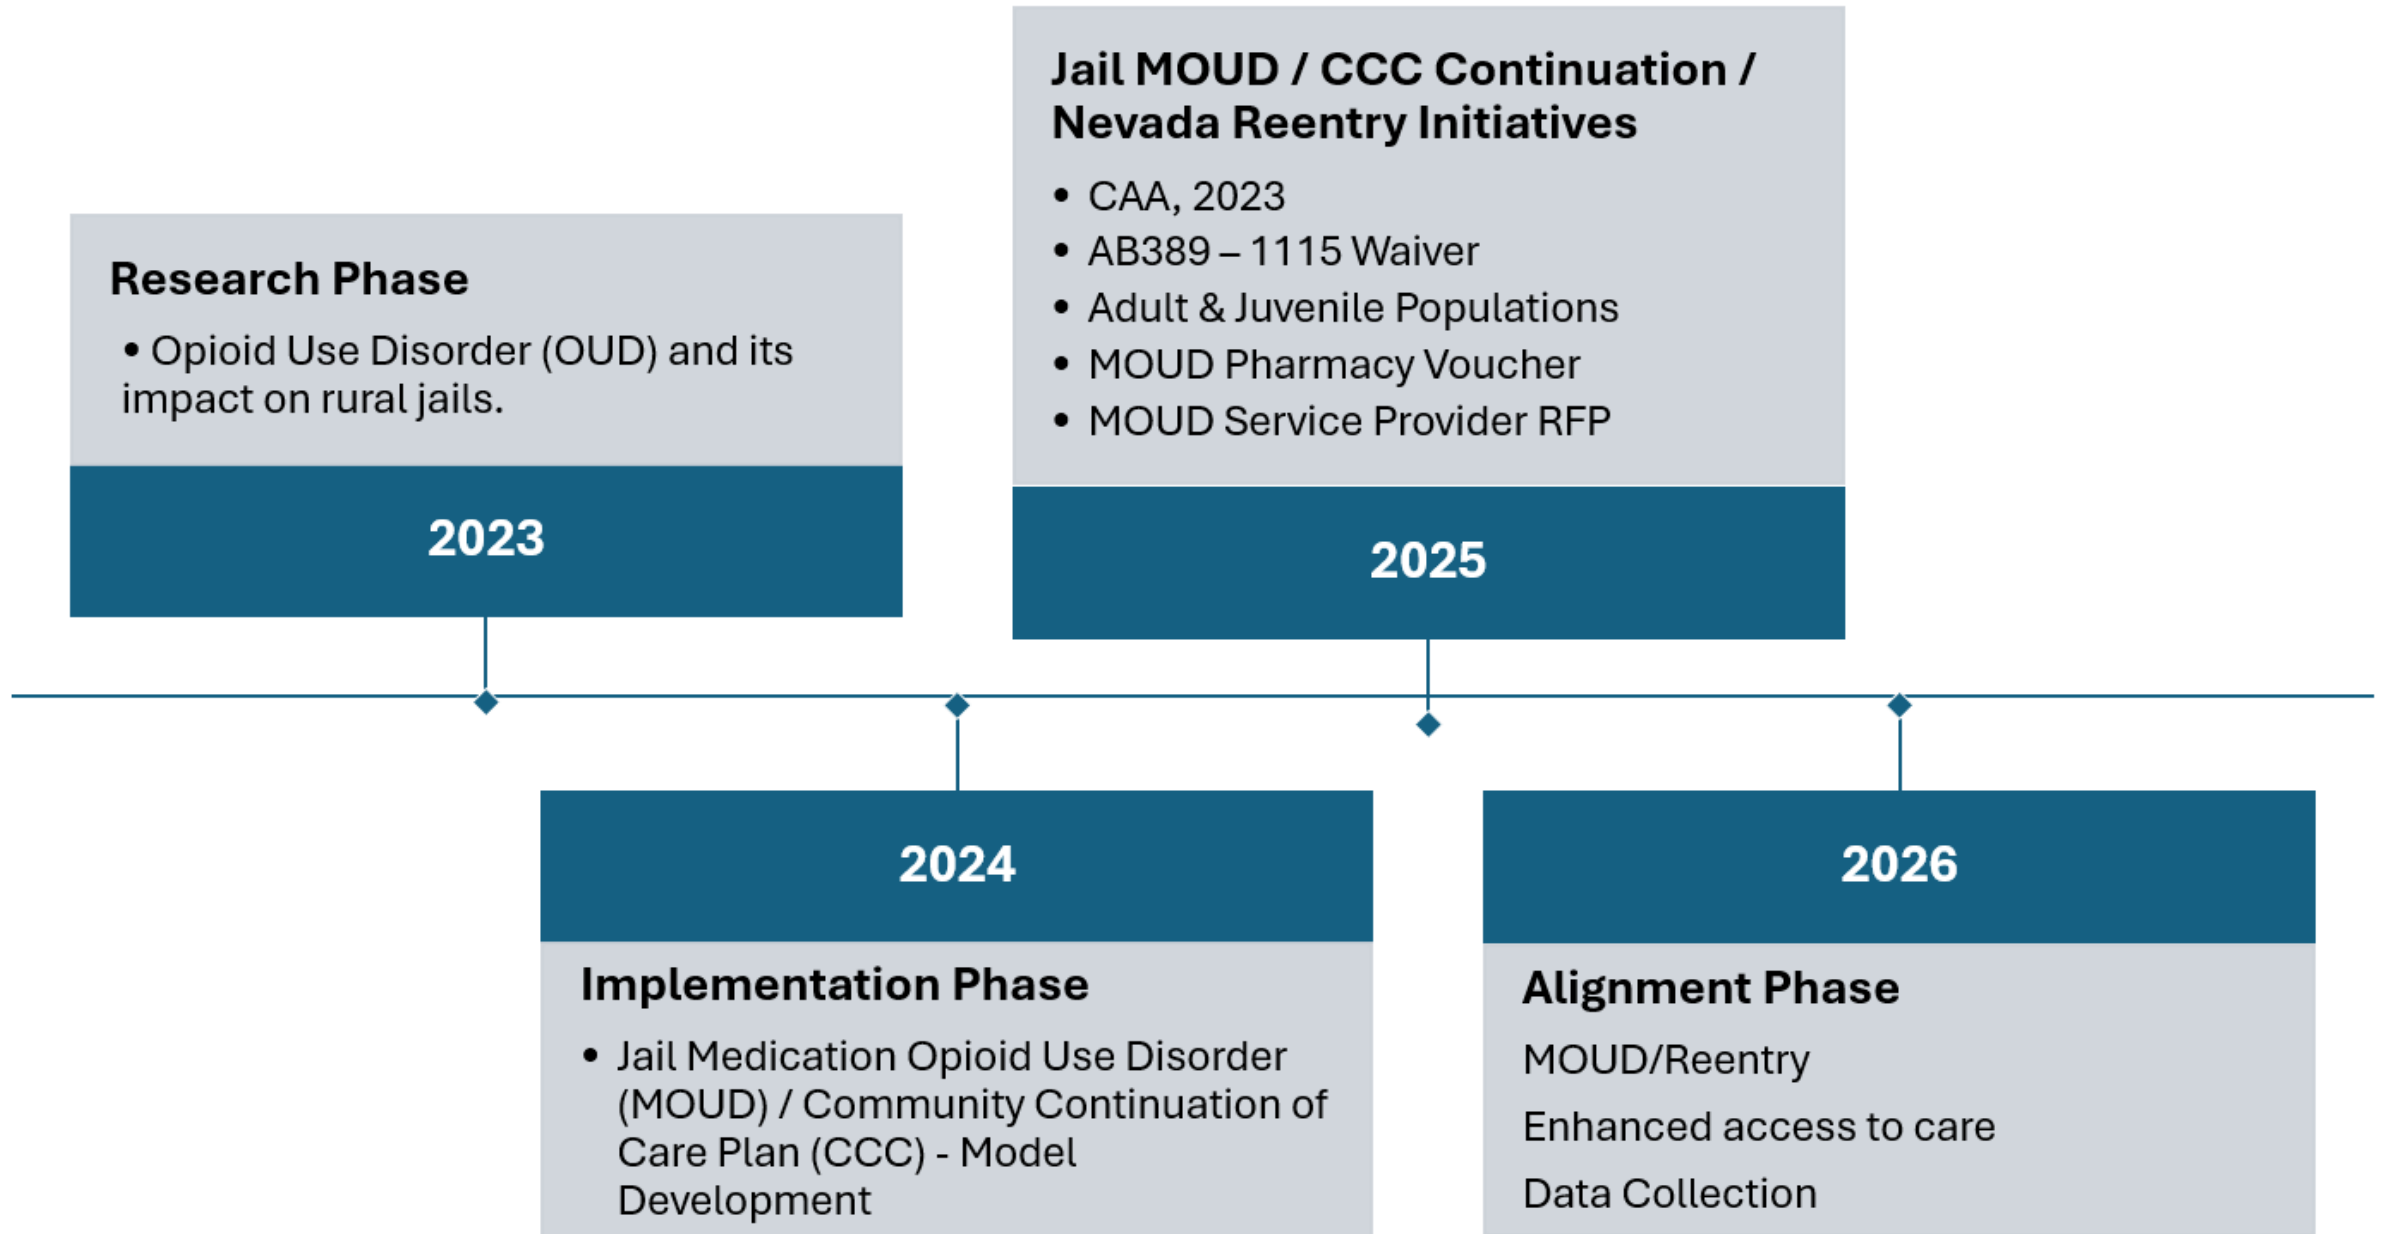 Research Phase
• Opioid Use Disorder (OUD) and its
impact on rural jails.
2023
2024
Implementation Phase
• Jail Medication Opioid Use Disorder
(MOUD) / Community Continuation of
Care Plan (CCC) - Model
Development
Jail MOUD / CCC Continuation /
Nevada Reentry Initiatives
• CAA, 2023
• AB389 – 1115 Waiver
• Adult & Juvenile Populations
• MOUD Pharmacy Voucher
• MOUD Service Provider RFP
2025
2026
Alignment Phase
MOUD/Reentry
Enhanced access to care
Data Collection